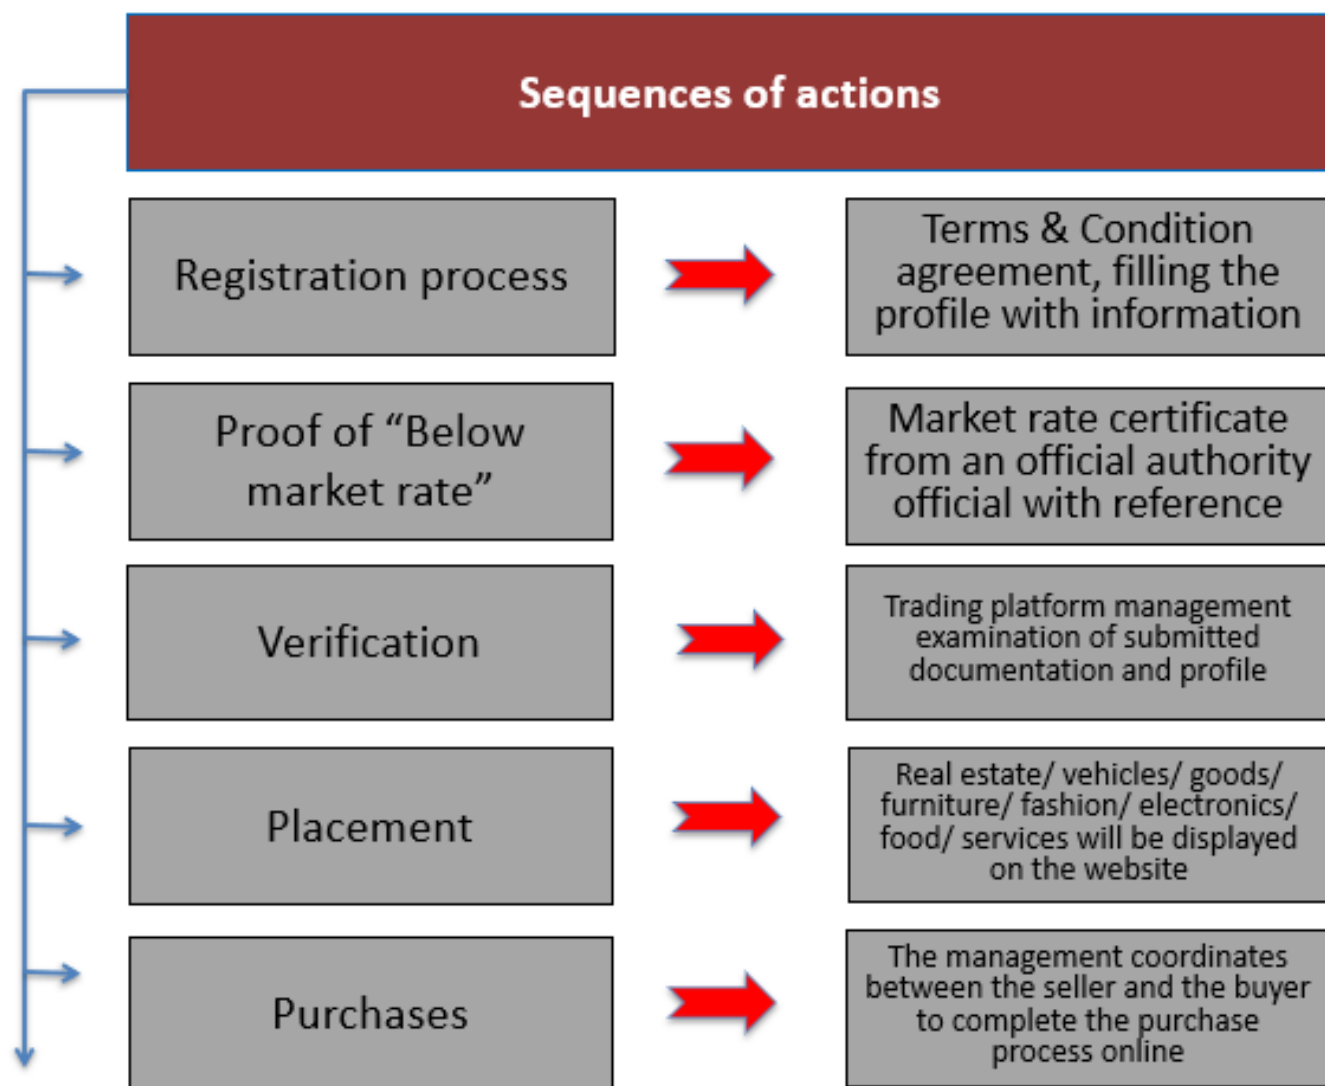 Sequences of actions
Registration process
Terms & Condition
agreement, filling the
profile with information
Proof of “Below
market rate”
Market rate certificate
from an official authority
official with reference
Verification
Trading platform management
examination of submitted
documentation and profile
Placement
Real estate/ vehicles/ goods/
furniture/ fashion/ electronics/
food/ services will be displayed
on the website
Purchases
The management coordinates
between the seller and the buyer
to complete the purchase
process online